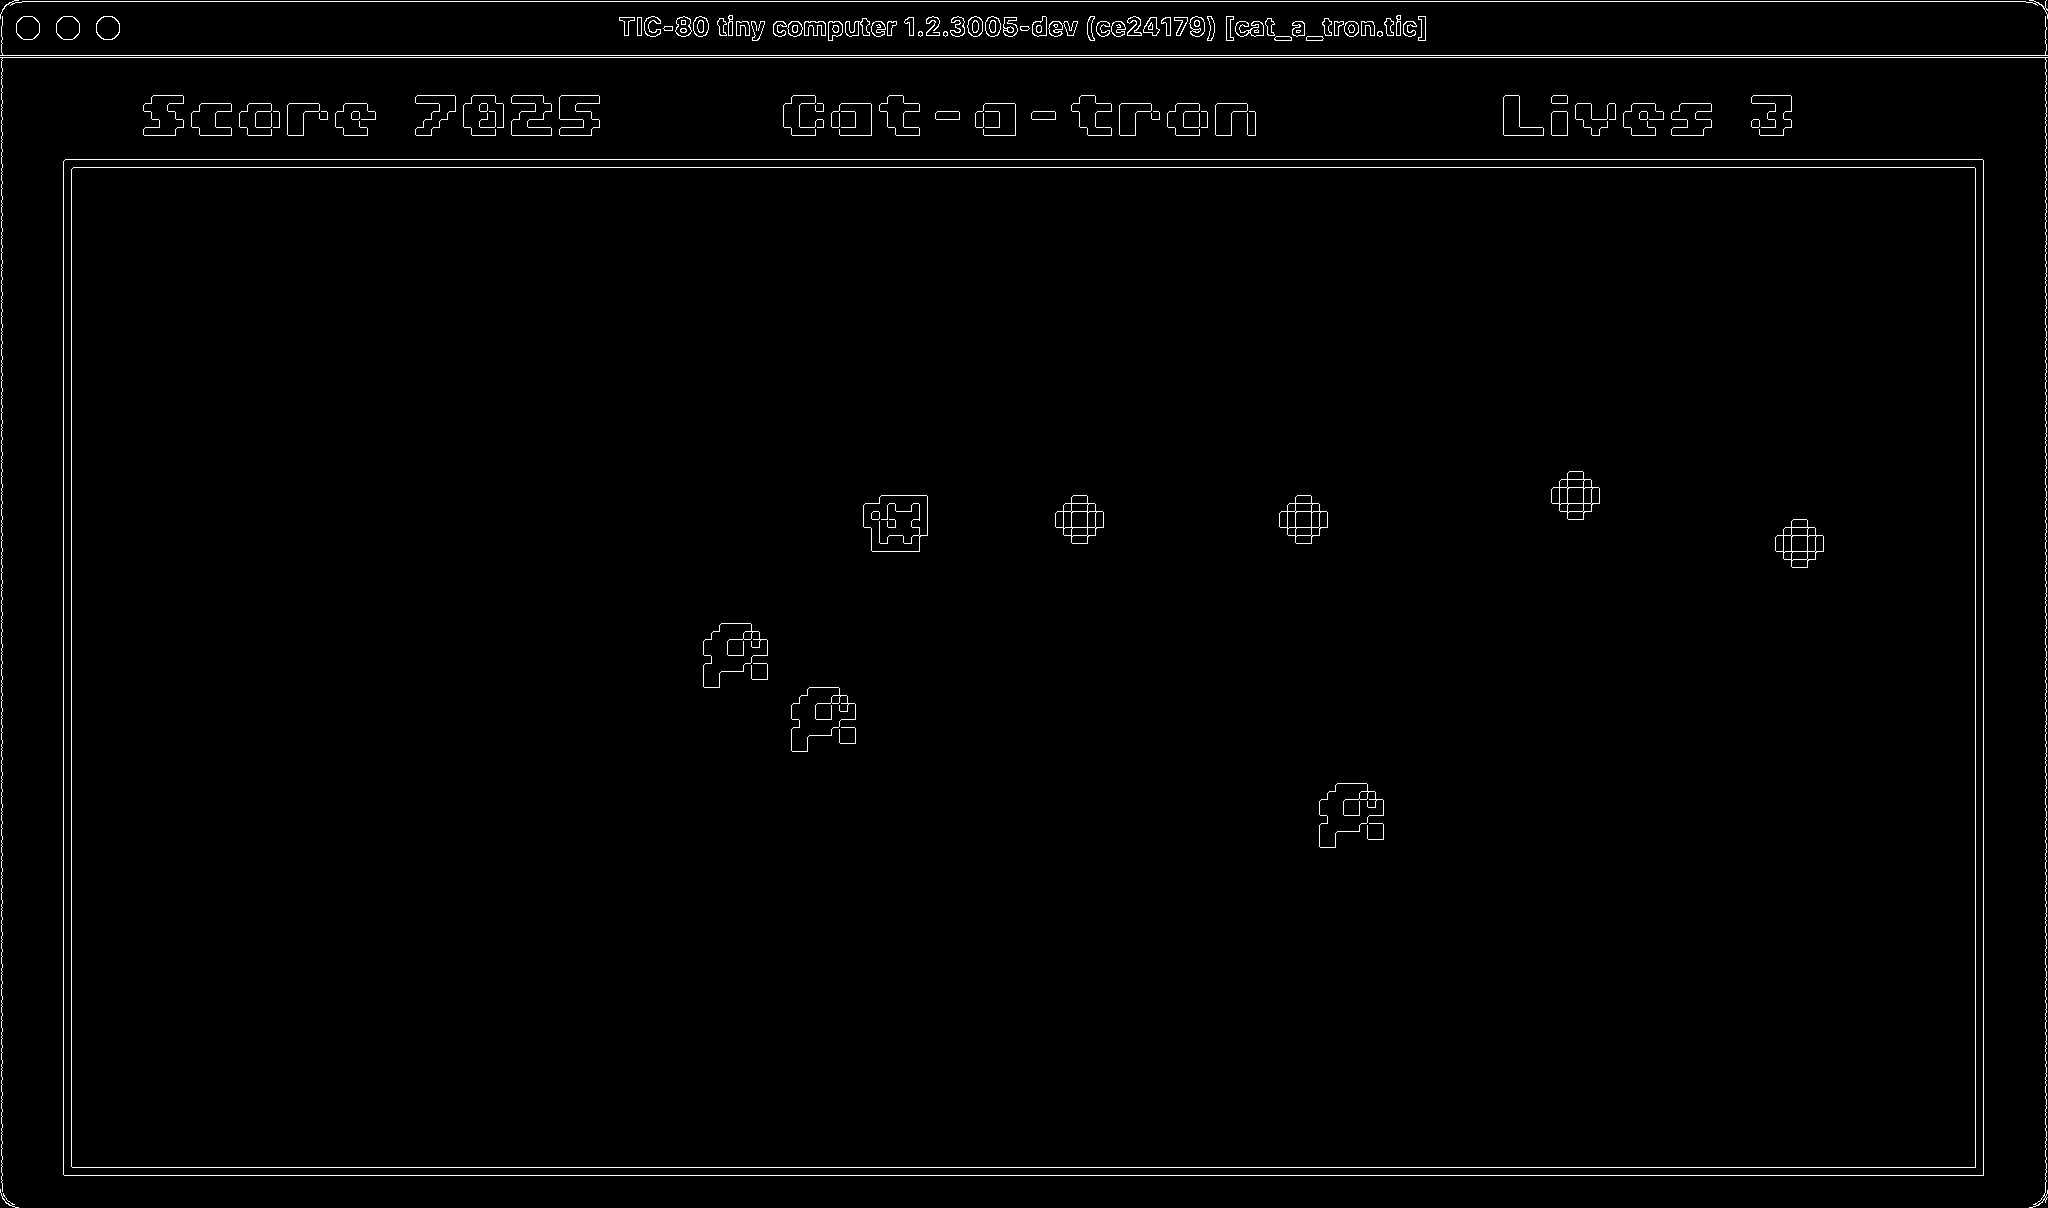 TIC-80 tiny computer 1.2.3005-dev (ce24179) [cat_a_tron.tic]
Score 7025 Cat-a-tron Lives 3